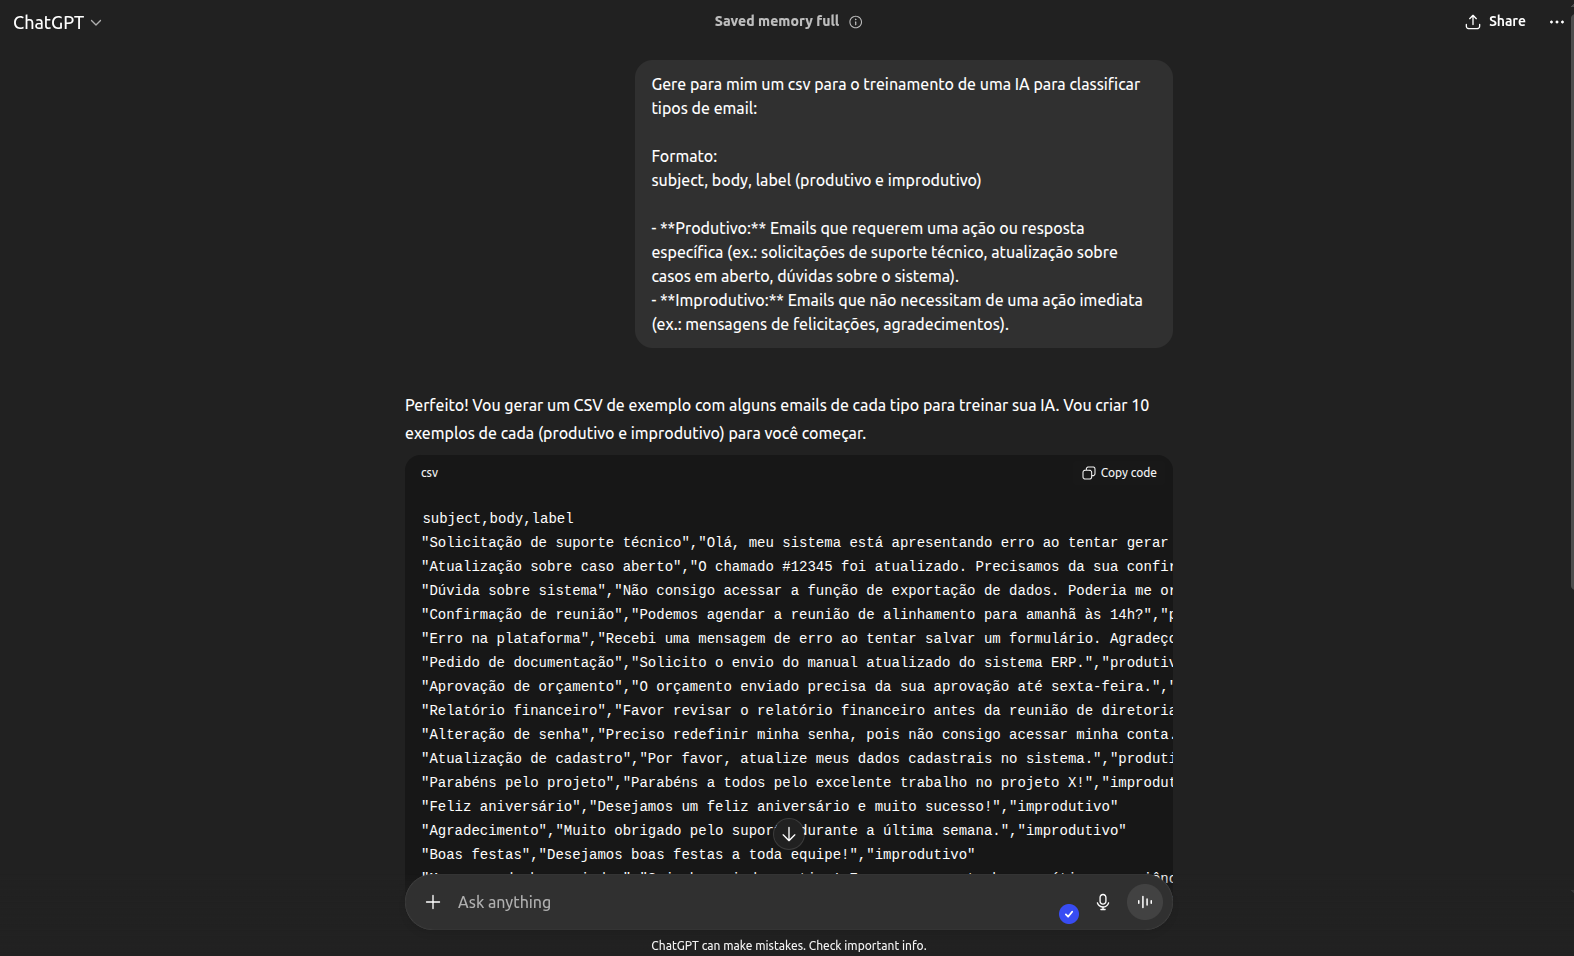 ChatGPT
Saved memory full
Share
Gere para mim um csv para o treinamento de uma IA para classificar
tipos de email:
Formato:
subject, body, label (produtivo e improdutivo)
- **Produtivo:** Emails que requerem uma ação ou resposta
específica (ex.: solicitações de suporte técnico, atualização sobre
casos em aberto, dúvidas sobre o sistema).
- **Improdutivo:** Emails que não necessitam de uma ação imediata
(ex.: mensagens de felicitações, agradecimentos).
Perfeito! Vou gerar um CSV de exemplo com alguns emails de cada tipo para treinar sua IA. Vou criar 10
exemplos de cada (produtivo e improdutivo) para você começar.
csv
Copy code
subject,body,label
"Solicitação de suporte técnico","Olá, meu sistema está apresentando erro ao tentar gerar
"Atualização sobre caso aberto","O chamado #12345 foi atualizado. Precisamos da sua confir
"Dúvida sobre sistema","Não consigo acessar a função de exportação de dados. Poderia me or
"Confirmação de reunião","Podemos agendar a reunião de alinhamento para amanhã às 14h?","p
"Erro na plataforma","Recebi uma mensagem de erro ao tentar salvar um formulário. Agradeço
"Pedido de documentação","Solicito o envio do manual atualizado do sistema ERP.","produtiv
"Aprovação de orçamento","O orçamento enviado precisa da sua aprovação até sexta-feira.","
"Relatório financeiro","Favor revisar o relatório financeiro antes da reunião de diretoria
"Alteração de senha","Preciso redefinir minha senha, pois não consigo acessar minha conta.
"Atualização de cadastro","Por favor, atualize meus dados cadastrais no sistema.","produti
"Parabéns pelo projeto","Parabéns a todos pelo excelente trabalho no projeto X!","improdut
"Feliz aniversário","Desejamos um feliz aniversário e muito sucesso!","improdutivo"
"Agradecimento","Muito obrigado pelo supor durante a última semana.","improdutivo"
"Boas festas","Desejamos boas festas a toda equipe!","improdutivo"
Ask anything
ChatGPT can make mistakes. Check important info.